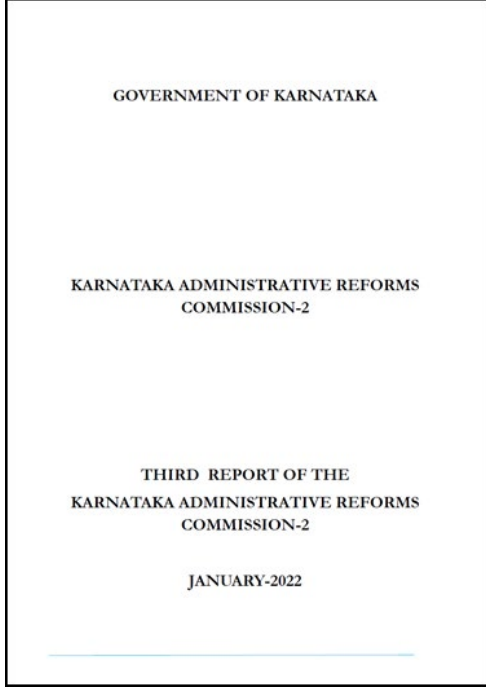 GOVERNMENT OF KARNATAKA
KARNATAKA ADMINISTRATIVE REFORMS
COMMISSION-2
THIRD REPORT OF THE
KARNATAKA ADMINISTRATIVE REFORMS
COMMISSION-2
JANUARY-2022